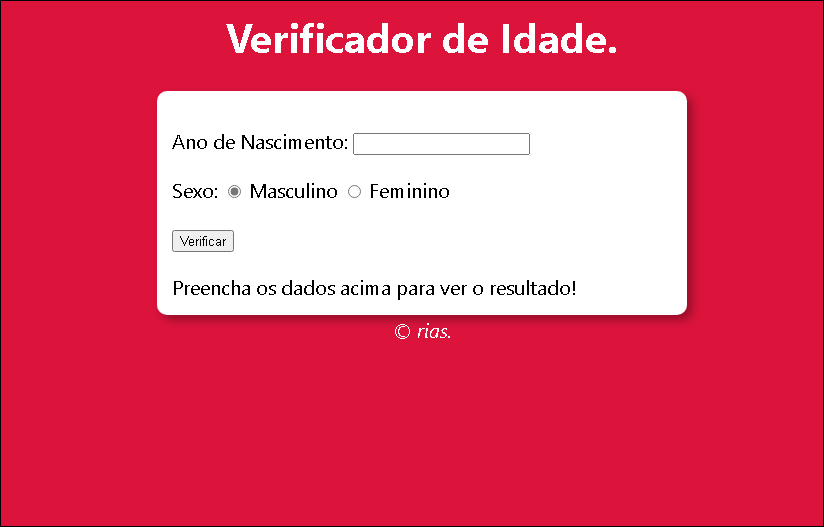 Verificador de Idade.
Ano de Nascimento:
Sexo: Masculino Feminino
Verificar
Preencha os dados acima para ver o resultado!
© rias.